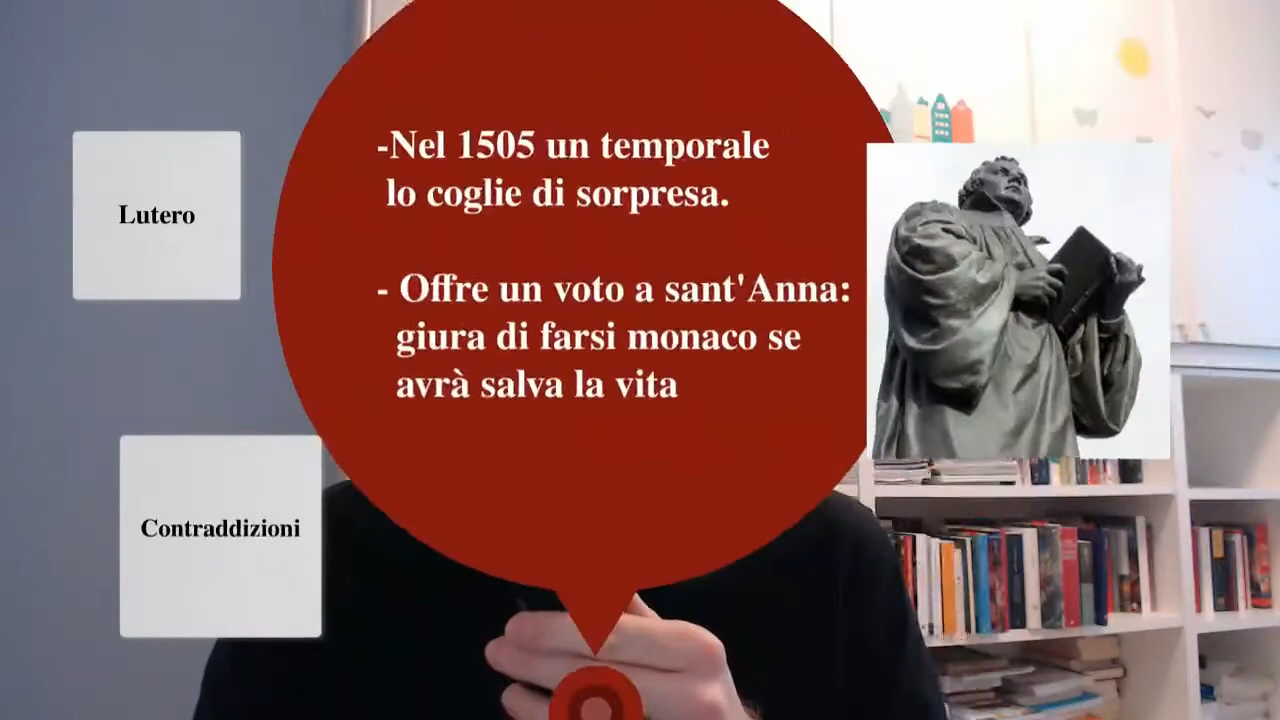 Lutero
-Nel 1505 un temporale
lo coglie di sorpresa.
- Offre un voto a sant'Anna:
giura di farsi monaco se
avrà salva la vita
Contraddizioni